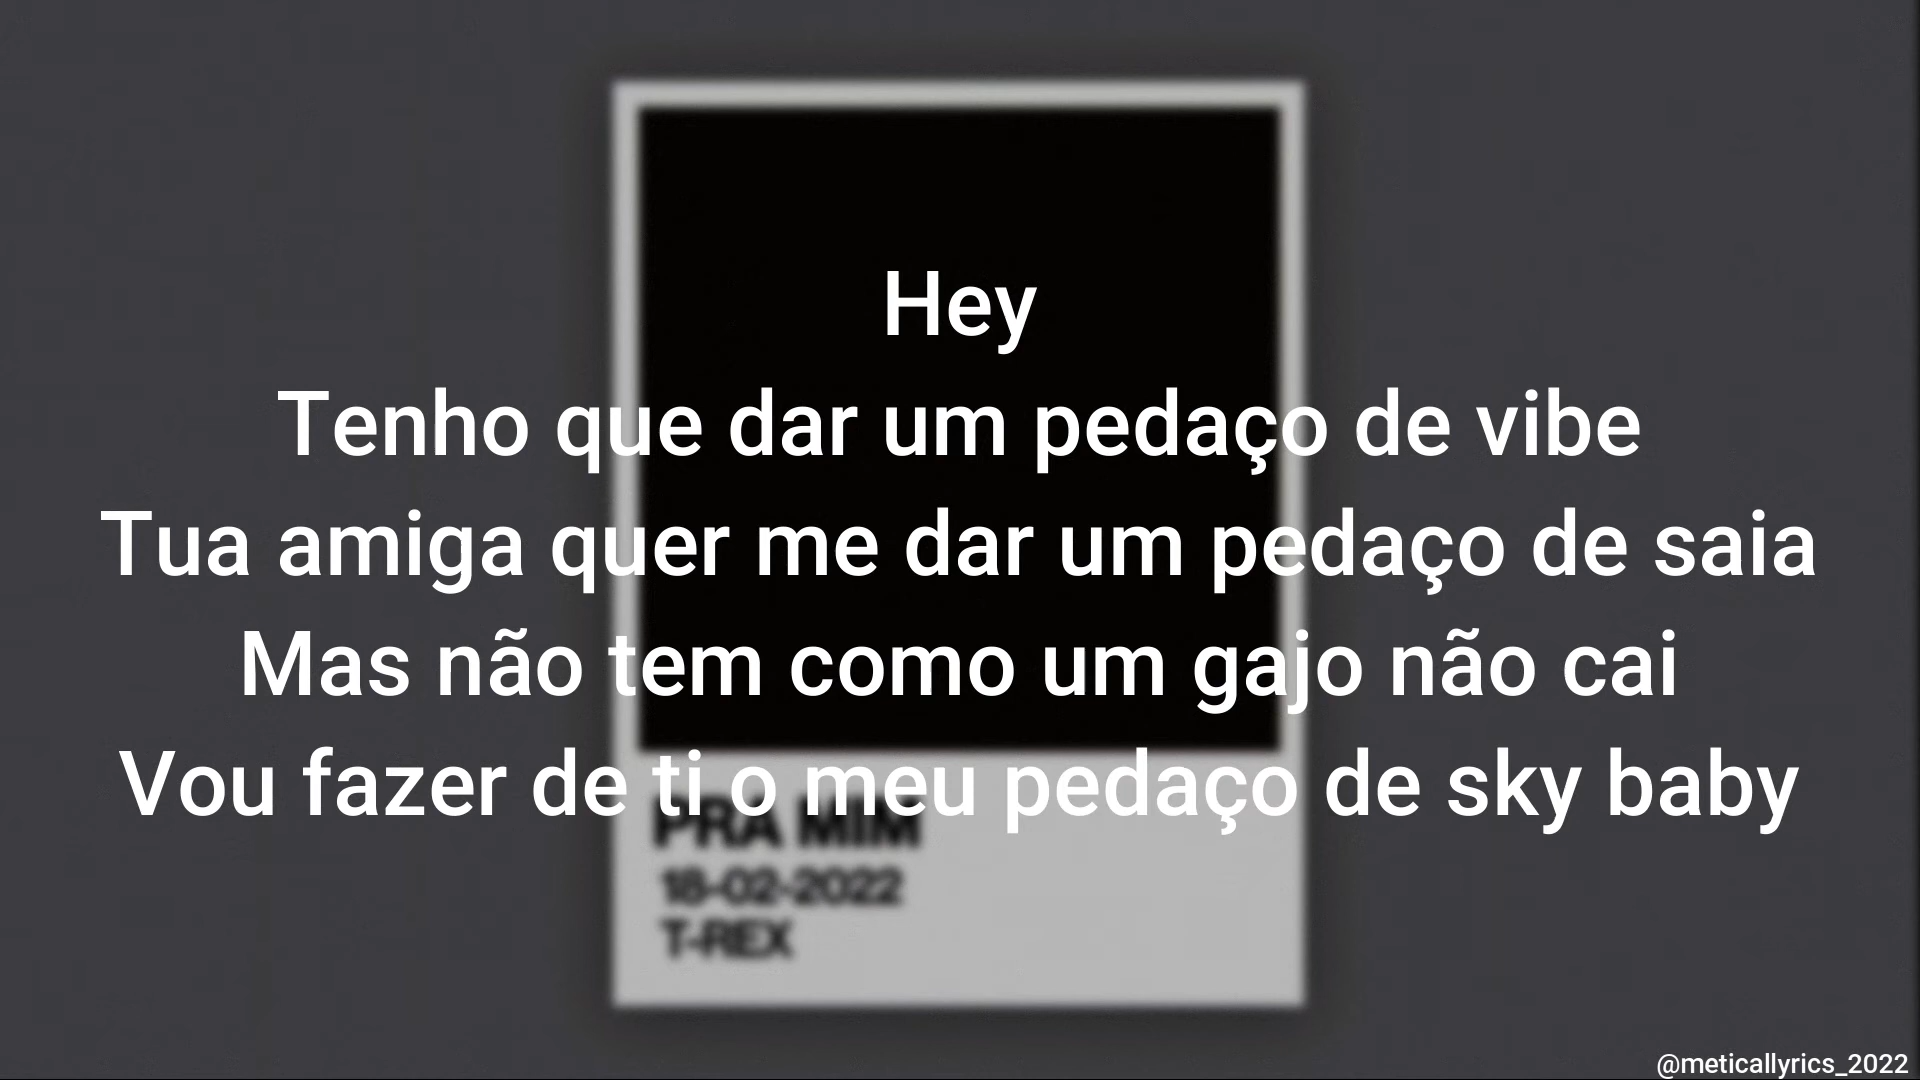 Hey
Tenho que dar um pedaço de vibe
Tua amiga quer me dar um pedaço de saia
Mas não tem como um gajo não cai
Vou fazer de ti o meu pedaço de sky baby
PRA MIM
18-02-2022
T-REX
@meticallyrics_2022